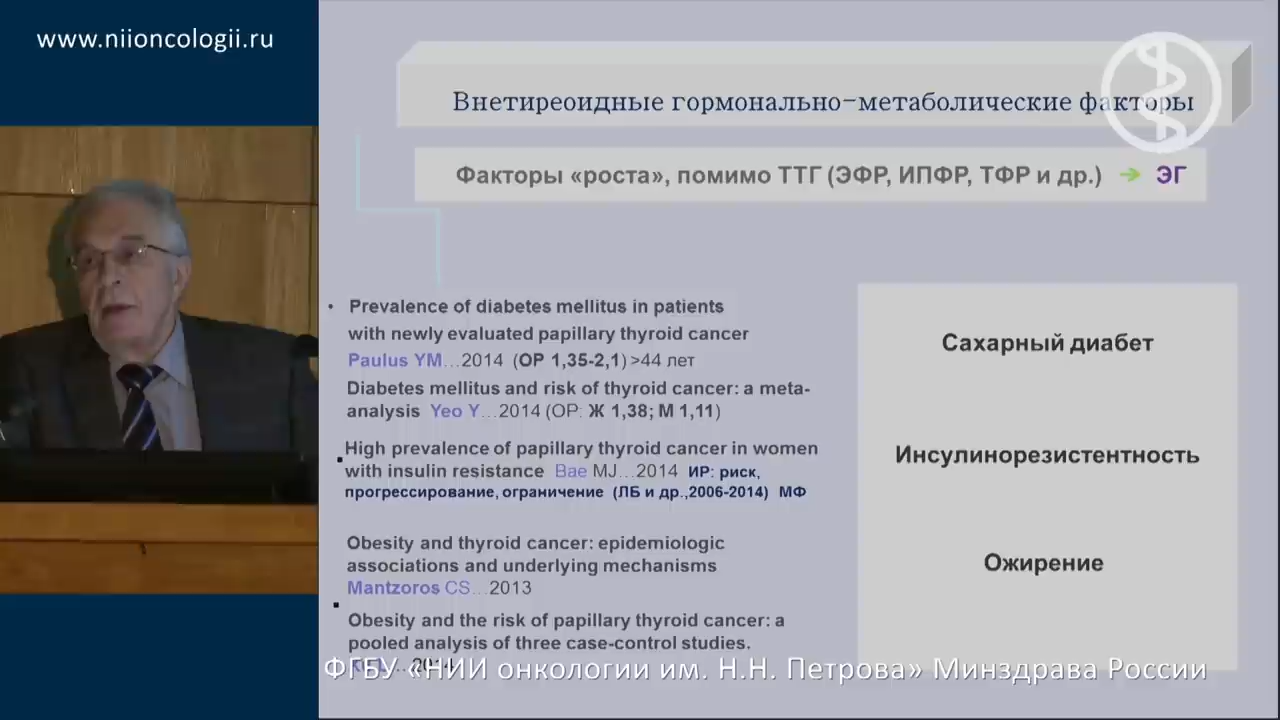 www.niioncologii.ru
Внетиреоидные гормонально-метаболические факторы
Факторы «роста», помимо ТТГ (ЭФР, ИПФР, ТФР и др.) → ЭГ
• Prevalence of diabetes mellitus in patients
with newly evaluated papillary thyroid cancer
Paulus YM…2014 (ОР 1,35-2,1) >44 лет
Diabetes mellitus and risk of thyroid cancer: a meta-
analysis Yeo Y…2014 (ОР: Ж 1,38; М 1,11)
High prevalence of papillary thyroid cancer in women
with insulin resistance Bae MJ…2014 ИР: риск,
прогрессирование, ограничение (ЛБ и др.,2006-2014) МФ
Obesity and thyroid cancer: epidemiologic
associations and underlying mechanisms
Mantzoros CS…2013
Obesity and the risk of papillary thyroid cancer: a
pooled analysis of three case-control studies.
Сахарный диабет
Инсулинорезистентность
Ожирение
ФГБУ «НИИ онкологии им. Н.Н. Петрова» Минздрава России